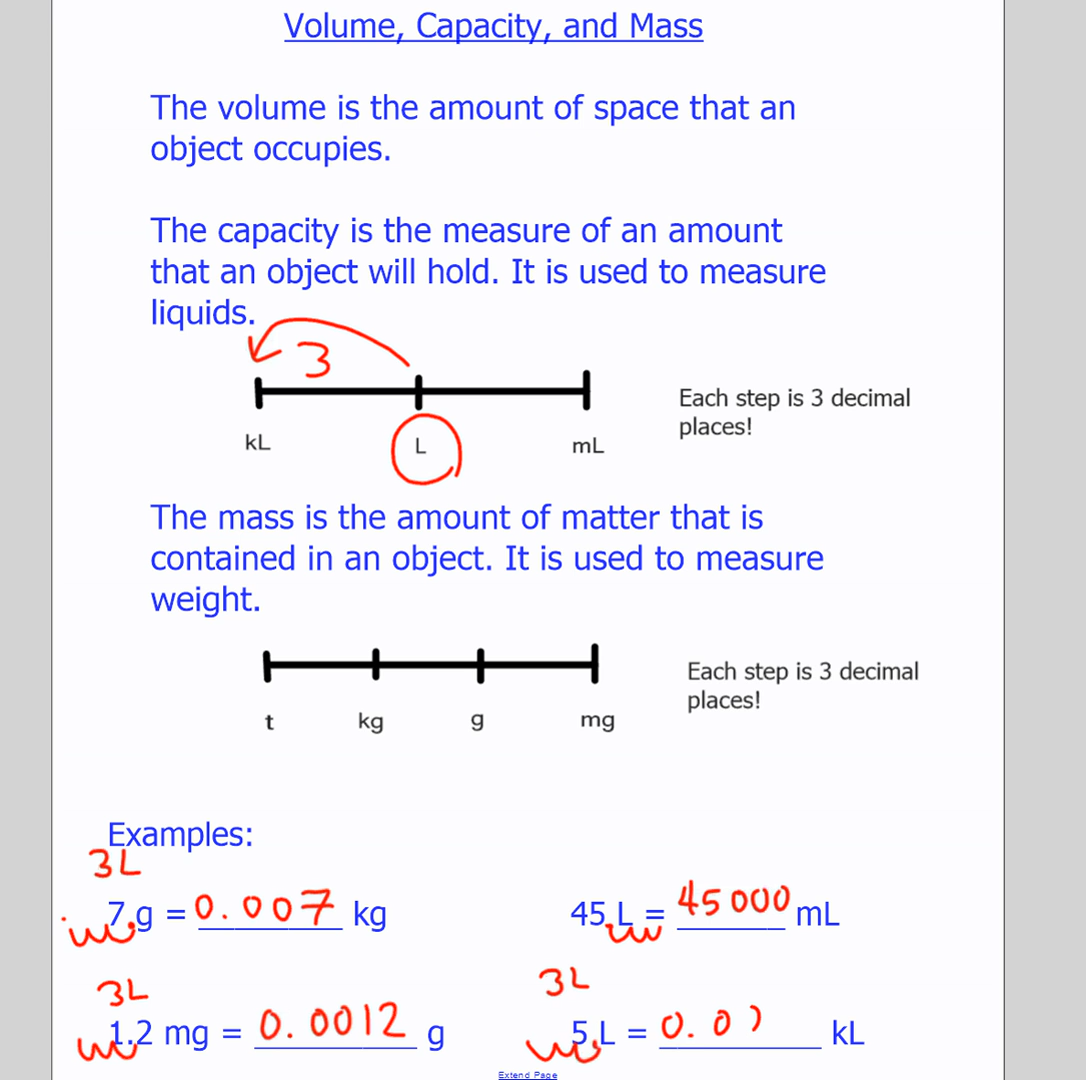 Volume, Capacity, and Mass
The volume is the amount of space that an
object occupies.
The capacity is the measure of an amount
that an object will hold. It is used to measure
liquids.
3
Each step is 3 decimal
places!
kL L mL
The mass is the amount of matter that is
contained in an object. It is used to measure
weight.
Each step is 3 decimal
places!
t kg g mg
Examples:
3L
7.g = 0.007 kg
45.L = 45000 mL
3L
1.2 mg = 0.0012 g
3L
5.L = 0.0 kL
Extend Page